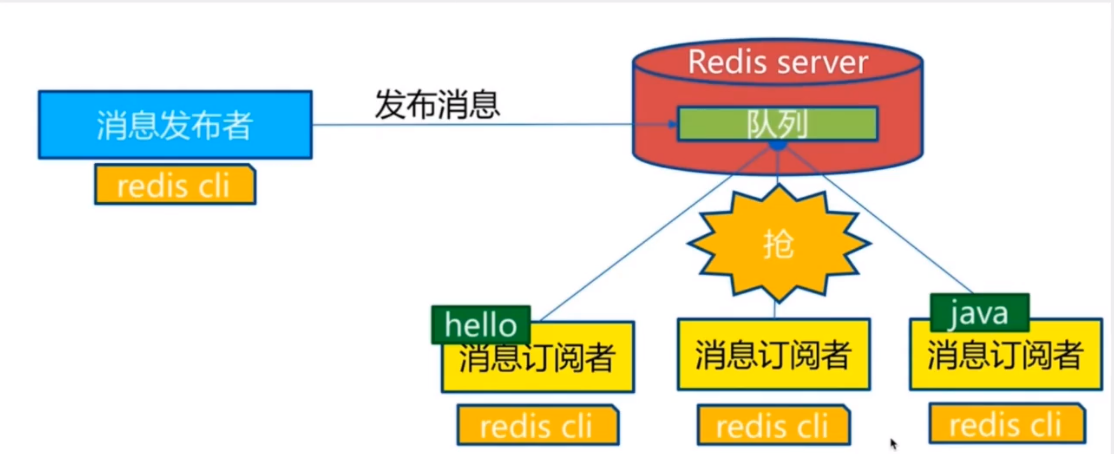 Redis server
发布消息
消息发布者
队列
redis cli
抢
hello
java
消息订阅者
消息订阅者
消息订阅者
redis cli
redis cli
redis cli